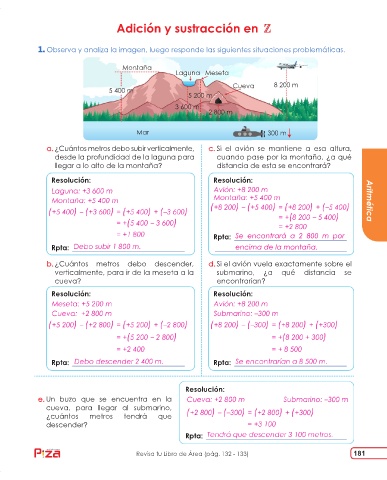 Adición y sustracción en ℤ
1. Observa y analiza la imagen, luego responde las siguientes situaciones problemáticas.
Montaña
Laguna Meseta
Cueva
8 200 m
5 400 m
5 200 m
3 600 m
2 800 m
Mar
300 m
a. ¿Cuántos metros debo subir verticalmente,
desde la profundidad de la laguna para
llegar a lo alto de la montaña?
Resolución:
Laguna: +3 600 m
Montaña: +5 400 m
(+5 400) – (+3 600) = (+5 400) + (–3 600)
= +(5 400 – 3 600)
= +1 800
Rpta: Debo subir 1 800 m.
b. ¿Cuántos metros debo descender,
verticalmente, para ir de la meseta a la
cueva?
Resolución:
Meseta: +5 200 m
Cueva: +2 800 m
(+5 200) – (+2 800) = (+5 200) + (–2 800)
= +(5 200 – 2 800)
= +2 400
Rpta: Debo descender 2 400 m.
c. Si el avión se mantiene a esa altura,
cuando pase por la montaña, ¿a qué
distancia de esta se encontrará?
Resolución:
Avión: +8 200 m
Montaña: +5 400 m
(+8 200) – (+5 400) = (+8 200) + (–5 400)
= +(8 200 – 5 400)
= +2 800
Rpta: Se encontrará a 2 800 m por
encima de la montaña.
d. Si el avión vuela exactamente sobre el
submarino, ¿a qué distancia se
encontrarían?
Resolución:
Avión: +8 200 m
Submarino: –300 m
(+8 200) – (–300) = (+8 200) + (+300)
= +(8 200 + 300)
= + 8 500
Rpta: Se encontrarían a 8 500 m.
e. Un buzo que se encuentra en la
cueva, para llegar al submarino,
¿cuántos metros tendrá que
descender?
Resolución:
Cueva: +2 800 m Submarino: –300 m
(+2 800) – (–300) = (+2 800) + (+300)
= +3 100
Rpta: Tendrá que descender 3 100 metros.
Aritmética
Pizza
Revisa tu Libro de Área (pág. 132 - 133)
181